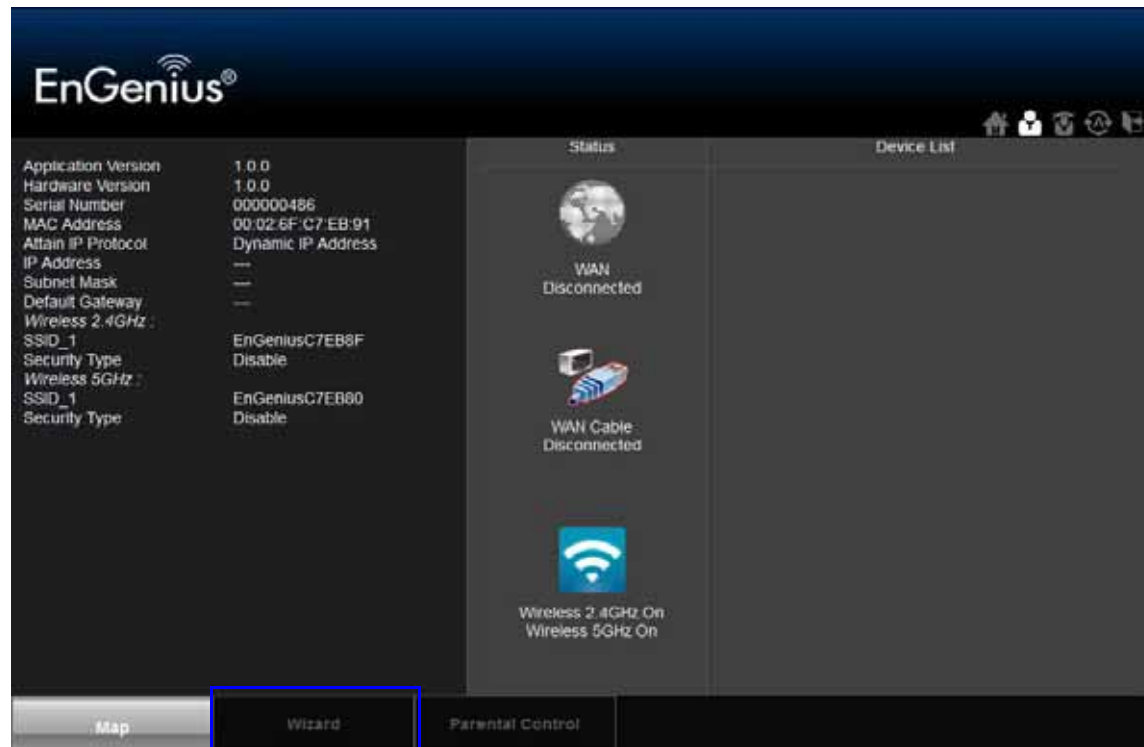 EnGenius®
Application Version 1.0.0
Hardware Version 1.0.0
Serial Number 000000486
MAC Address 00:02:6F:C7:EB:91
Attain IP Protocol Dynamic IP Address
IP Address ---
Subnet Mask ---
Default Gateway ---
Wireless 2.4GHz :
SSID_1 EnGeniusC7EB8F
Security Type Disable
Wireless 5GHz :
SSID_1 EnGeniusC7EB80
Security Type Disable
Status
WAN
Disconnected
WAN Cable
Disconnected
Wireless 2.4GHz On
Wireless 5GHz On
Device List
Map
Wizard
Parental Control